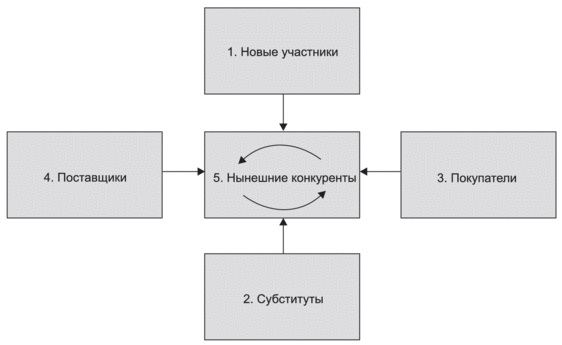 1. Новые участники
4. Поставщики
5. Нынешние конкуренты
3. Покупатели
2. Субституты